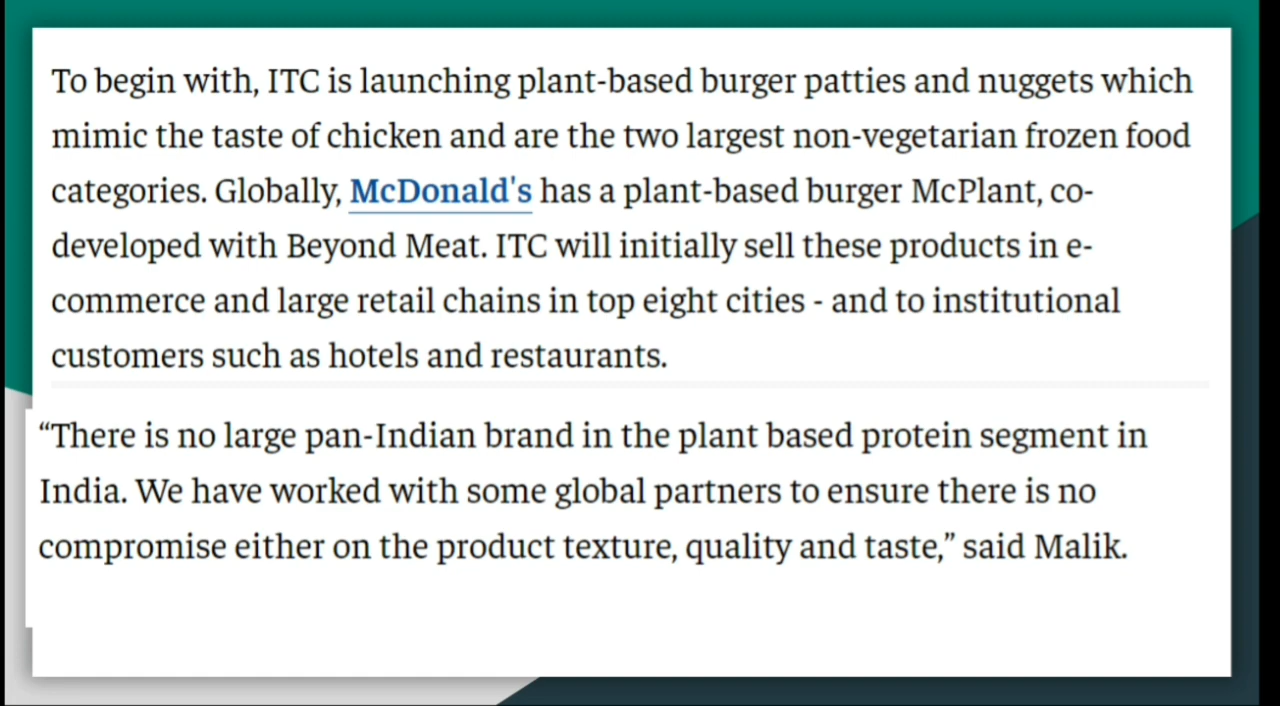 To begin with, ITC is launching plant-based burger patties and nuggets which
mimic the taste of chicken and are the two largest non-vegetarian frozen food
categories. Globally, McDonald's has a plant-based burger McPlant, co-
developed with Beyond Meat. ITC will initially sell these products in e-
commerce and large retail chains in top eight cities - and to institutional
customers such as hotels and restaurants.
“There is no large pan-Indian brand in the plant based protein segment in
India. We have worked with some global partners to ensure there is no
compromise either on the product texture, quality and taste,” said Malik.